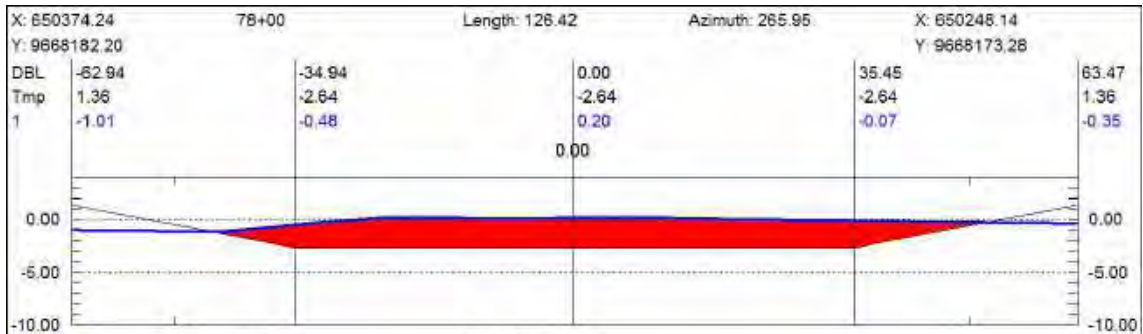 X: 650374.24 78+00 Length: 126.42 Azimuth: 265.95 X: 650248.14
Y: 9668182.20 Y: 9668173.28
DBL -62.94 -34.94 0.00 35.45 63.47
Tmp 1.36 -2.64 -2.64 -2.64 1.36
1 -1.01 -0.48 0.20 -0.07 -0.35
0.00
0.00 0.00
-5.00 -5.00
-10.00 -10.00